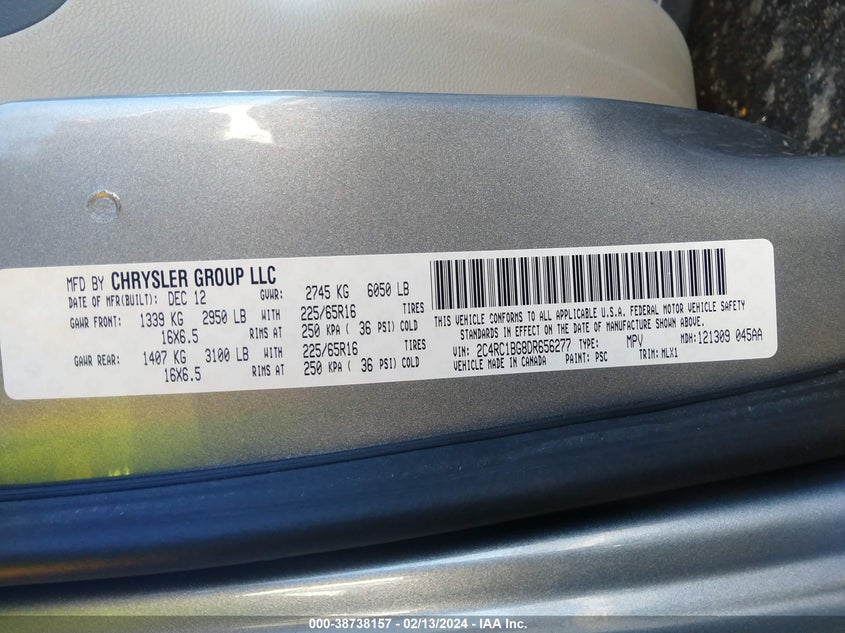 MFD BY CHRYSLER GROUP LLC
DATE OF MFR(BUILT): DEC 12 GVWR: 2745 KG 6050 LB
GAWR FRONT: 1339 KG 2950 LB WITH 225/65R16 TIRES
16X6.5 RIMS AT 250 KPA ( 36 PSI) COLD
GAWR REAR: 1407 KG 3100 LB WITH 225/65R16 TIRES
16X6.5 RIMS AT 250 KPA ( 36 PSI) COLD
THIS VEHICLE CONFORMS TO ALL APPLICABLE U.S.A. FEDERAL MOTOR VEHICLE SAFETY
STANDARDS IN EFFECT ON THE DATE OF MANUFACTURE SHOWN ABOVE.
VIN: 2C4RC1BG8DR656277 TYPE: MPV MDH: 121309 045AA
VEHICLE MADE IN CANADA PAINT: PSC TRIM: MLX1
000-38738157 - 02/13/2024 - IAA Inc.